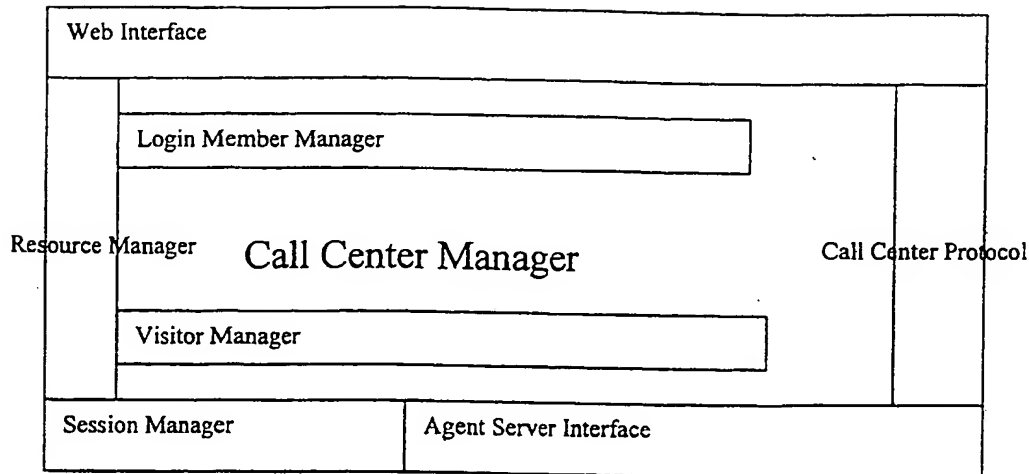 Web Interface
Login Member Manager
Resource Manager
Call Center Manager
Call Center Protocol
Visitor Manager
Session Manager
Agent Server Interface